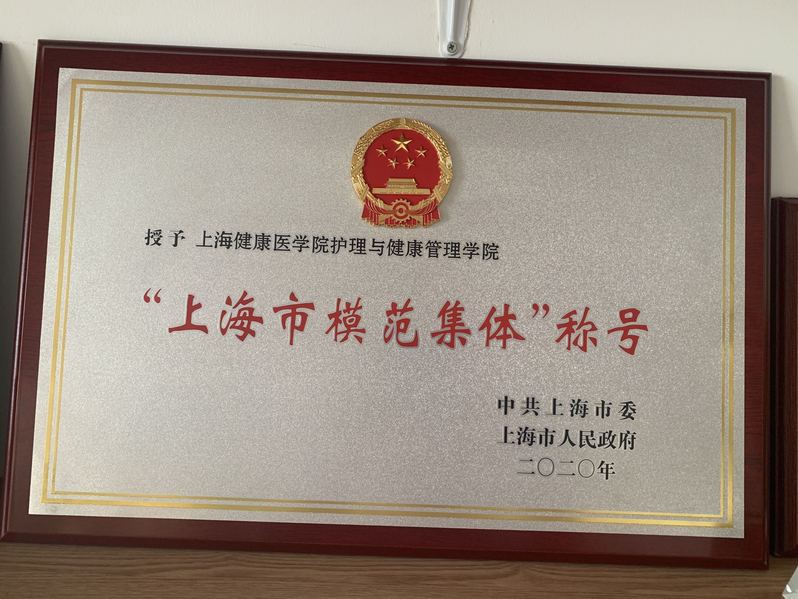 授予 上海健康医学院护理与健康管理学院
“上海市模范集体”称号
中共上海市委
上海市人民政府
二〇二〇年